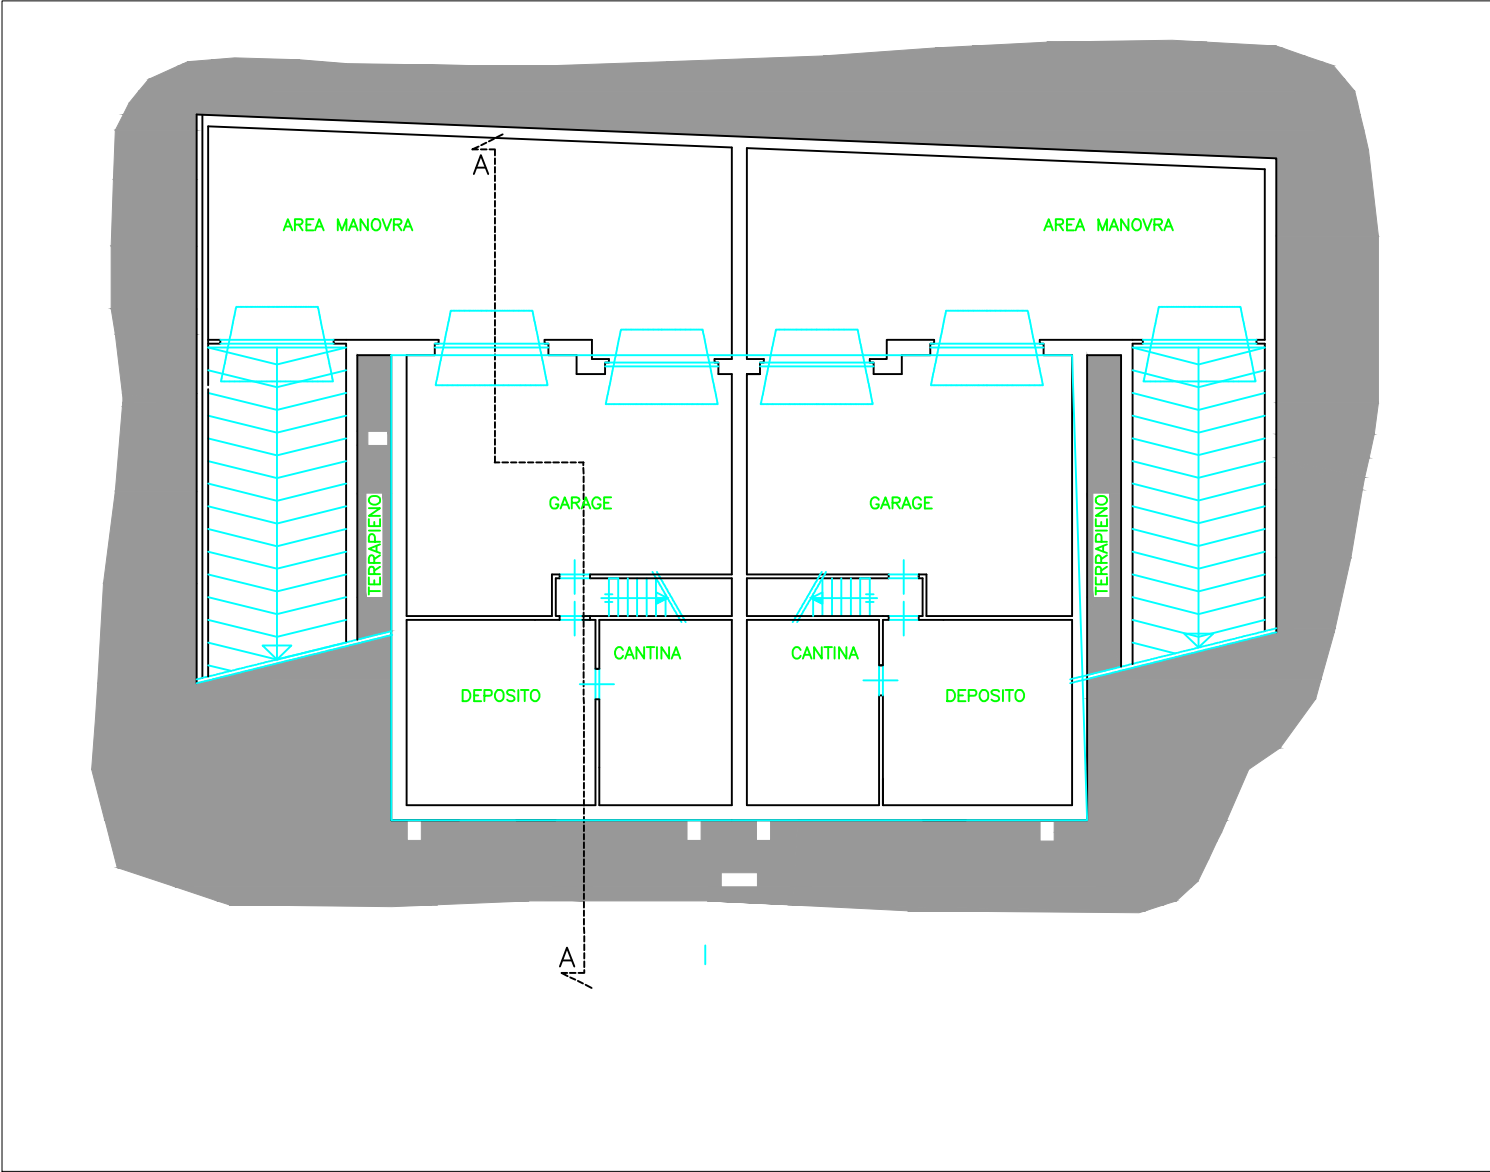 A
AREA MANOVRA
AREA MANOVRA
GARAGE
GARAGE
TERRAPIENO
TERRAPIENO
CANTINA
CANTINA
DEPOSITO
DEPOSITO
A